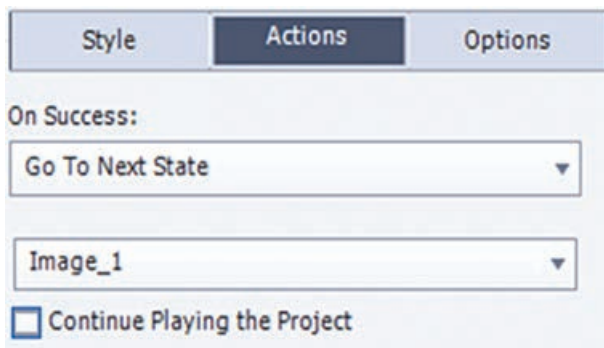 Style Actions Options
On Success:
Go To Next State
Image_1
Continue Playing the Project